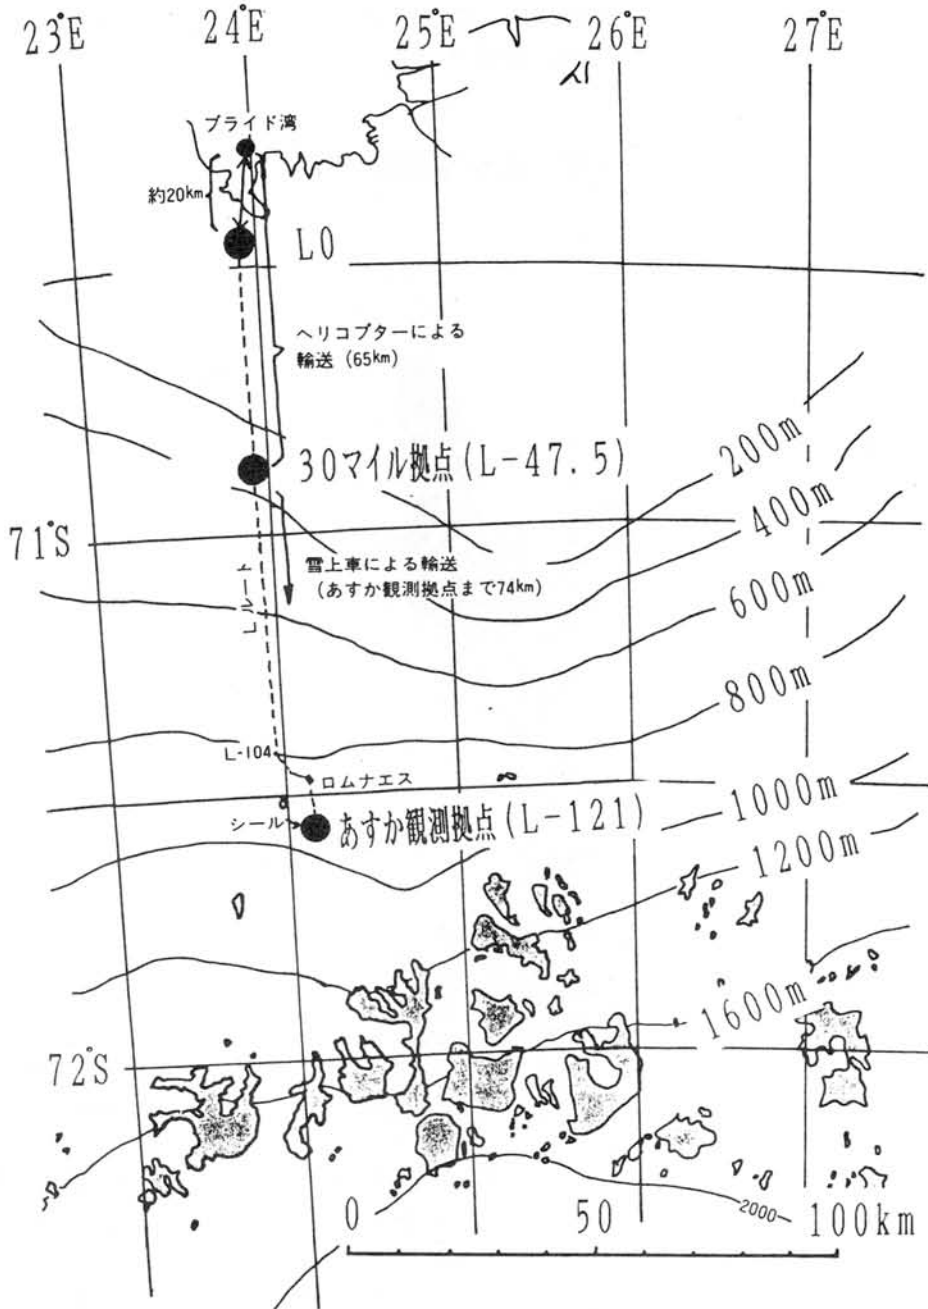 23°E
24°E
25°E
26°E
27°E
ブライド湾
約20km
L0
ヘリコプターによる
輸送(65km)
30マイル拠点(L-47.5)
200m
400m
71°S
雪上車による輸送
(あすか観測拠点まで74km)
Lルート
600m
800m
L-104
ロムナエス
シール
あすか観測拠点(L-121)
1000m
1200m
1600m
72°S
2000
0
50
100km